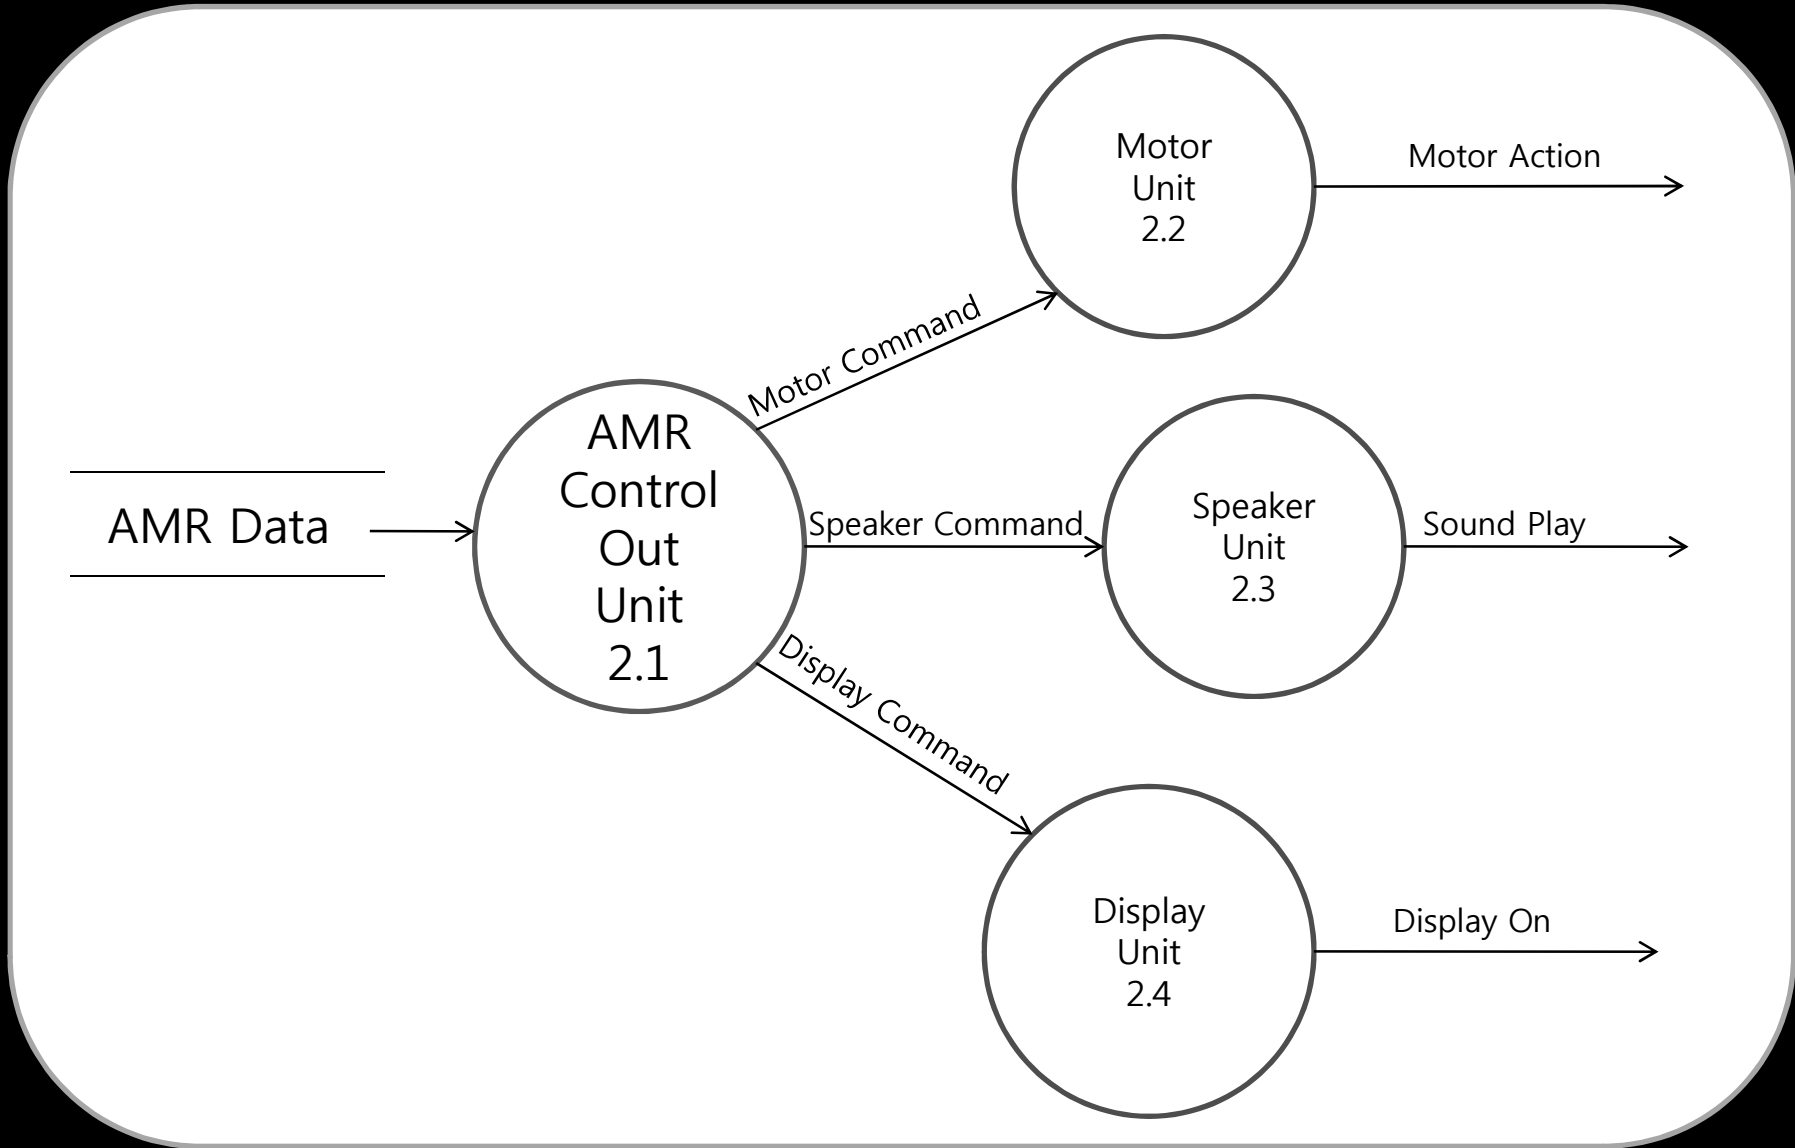 Motor
Unit
2.2
Motor Action
Motor Command
AMR
Control
Out
Unit
2.1
AMR Data
Speaker Command
Speaker
Unit
2.3
Sound Play
Display Command
Display
Unit
2.4
Display On